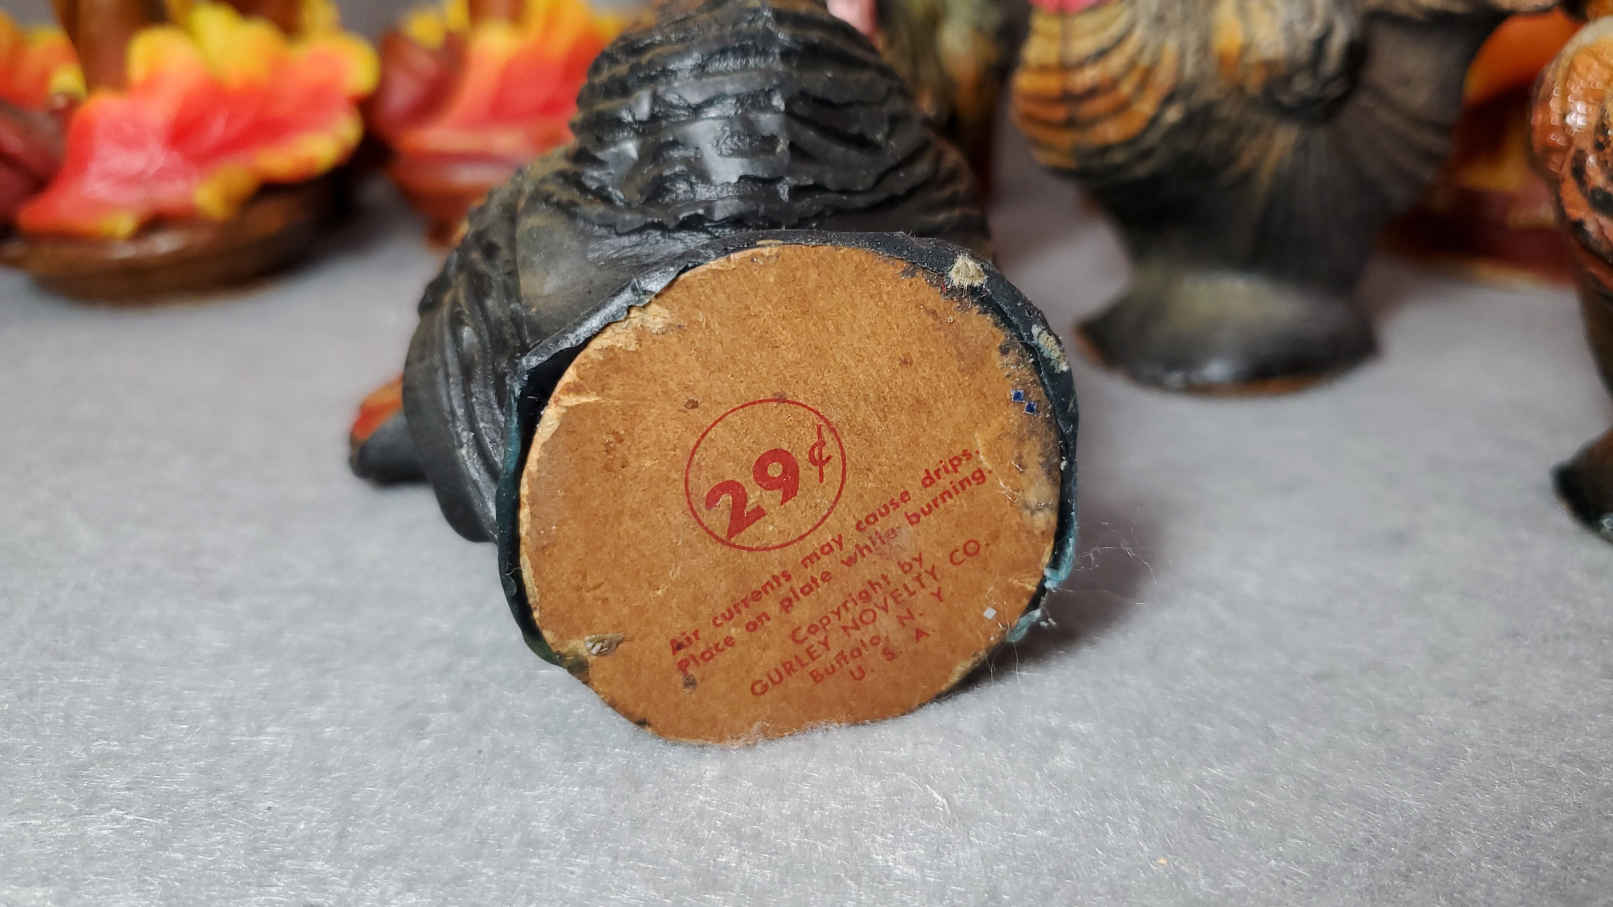 29¢
Air currents may cause drips.
Place on plate while burning.
Copyright by
GURLEY NOVELTY CO.
Buffalo, N. Y
U. S. A